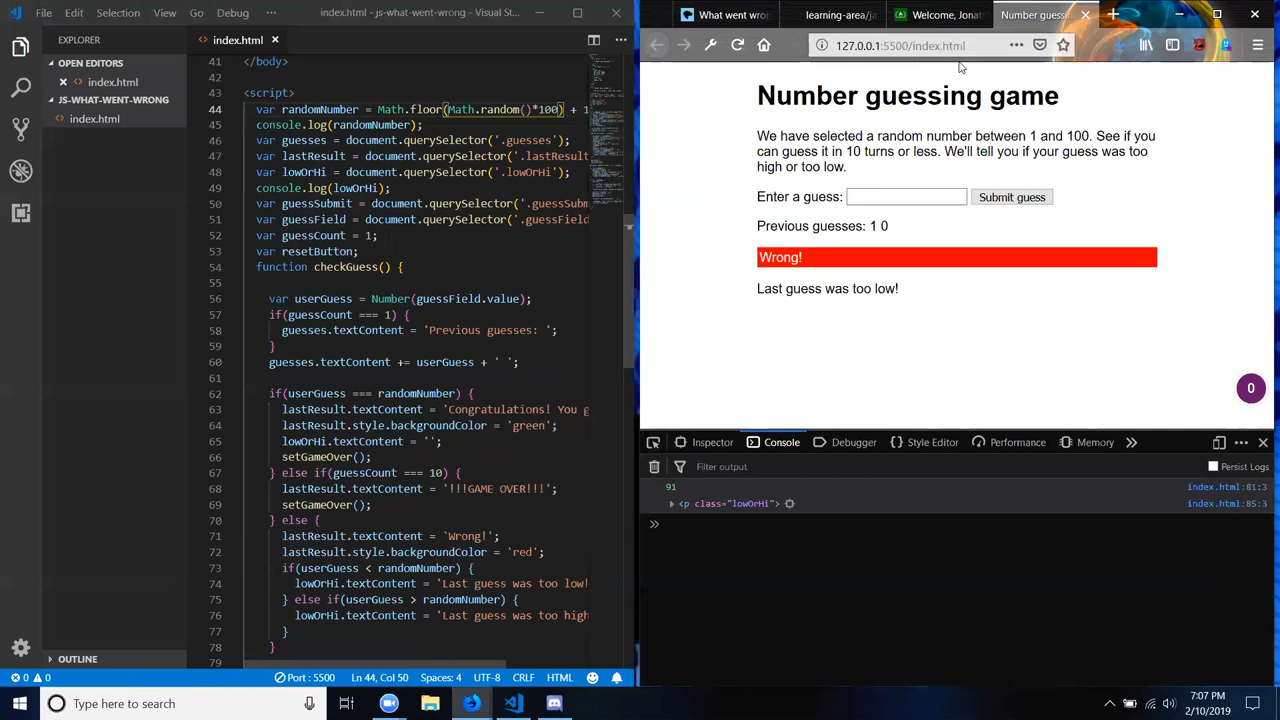 File Edit Selection View Go Debug index.html - js-what-went-wrong - Visual St...
EXPLORER
OPEN EDITORS
index.html
JS-WHAT-WENT-WRONG
index.html
OUTLINE
index.html
41 </body>
42
43 <script>
44 var randomNumber = Math.floor(Math.random()*100) + 1
45 console.log(randomNumber);
46 var guesses = document.querySelector('.guesses');
47 var lastResult = document.querySelector('.lastResult
48 var lowOrHi = document.querySelector('.lowOrHi');
49 console.log(lowOrHi);
50 var guessSubmit = document.querySelector('.guessSubm
51 var guessField = document.querySelector('.guessField
52 var guessCount = 1;
53 var resetButton;
54 function checkGuess() {
55
56 var userGuess = Number(guessField.value);
57 if(guessCount === 1) {
58 guesses.textContent = 'Previous guesses: ';
59 }
60 guesses.textContent += userGuess + ' ';
61
62 if(userGuess === randomNumber) {
63 lastResult.textContent = 'Congratulations! You g
64 lastResult.style.backgroundColor = 'green';
65 lowOrHi.textContent = '';
66 setGameOver();
67 } else if(guessCount === 10) {
68 lastResult.textContent = '!!!GAME OVER!!!';
69 setGameOver();
70 } else {
71 lastResult.textContent = 'Wrong!';
72 lastResult.style.backgroundColor = 'red';
73 if(userGuess < randomNumber) {
74 lowOrHi.textContent = 'Last guess was too low!
75 } else if(userGuess > randomNumber) {
76 lowOrHi.textContent = 'Last guess was too high
77 }
78 }
79
0 0 Port : 5500 Ln 44, Col 50 Spaces: 4 UTF-8 CRLF HTML
What went wro learning-area/ja Welcome, Jonat Number guessin
127.0.0.1:5500/index.html
Number guessing game
We have selected a random number between 1 and 100. See if you
can guess it in 10 turns or less. We'll tell you if your guess was too
high or too low.
Enter a guess: Submit guess
Previous guesses: 1 0
Wrong!
Last guess was too low!
0
Inspector Console Debugger Style Editor Performance Memory
Filter output Persist Logs
91 index.html:81:3
<p class="lowOrHi"> index.html:85:3
Type here to search
7:07 PM
2/10/2019